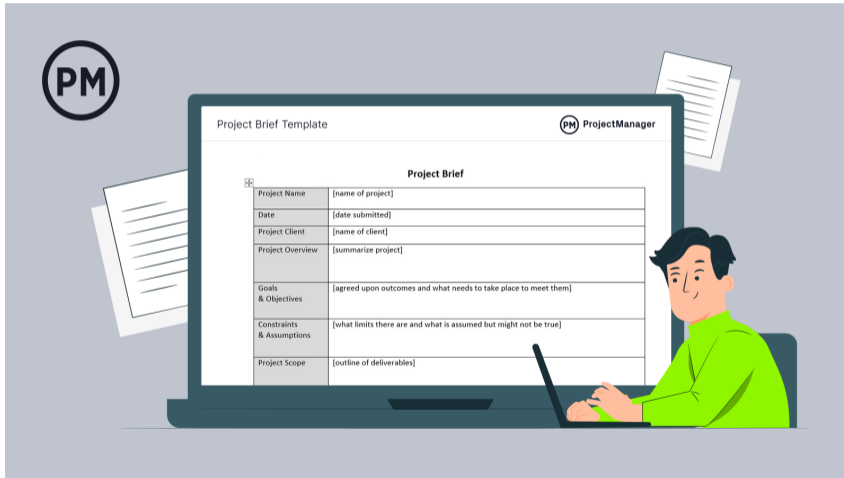 PM
Project Brief Template
PM ProjectManager
Project Brief
Project Name [name of project]
Date [date submitted]
Project Client [name of client]
Project Overview [summarize project]
Goals [agreed upon outcomes and what needs to take place to meet them]
& Objectives
Constraints [what limits there are and what is assumed but might not be true]
& Assumptions
Project Scope [outline of deliverables]